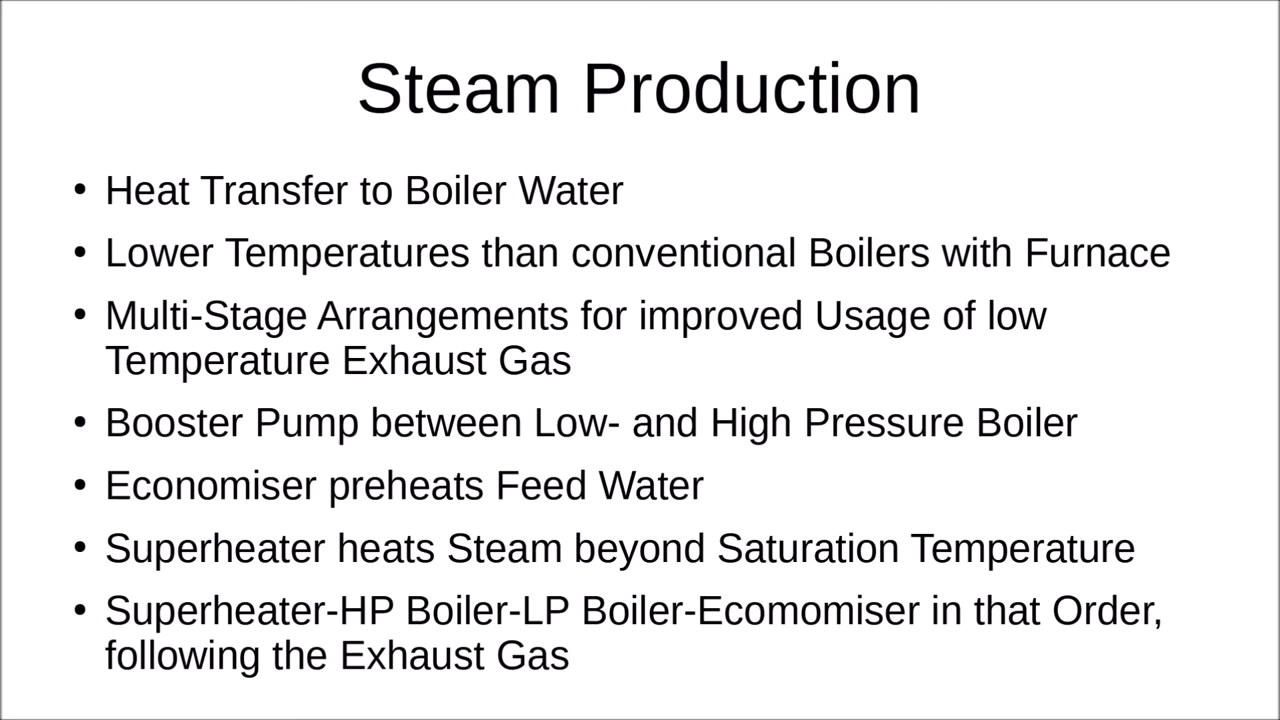 Steam Production
• Heat Transfer to Boiler Water
• Lower Temperatures than conventional Boilers with Furnace
• Multi-Stage Arrangements for improved Usage of low
Temperature Exhaust Gas
• Booster Pump between Low- and High Pressure Boiler
• Economiser preheats Feed Water
• Superheater heats Steam beyond Saturation Temperature
• Superheater-HP Boiler-LP Boiler-Ecomomiser in that Order,
following the Exhaust Gas